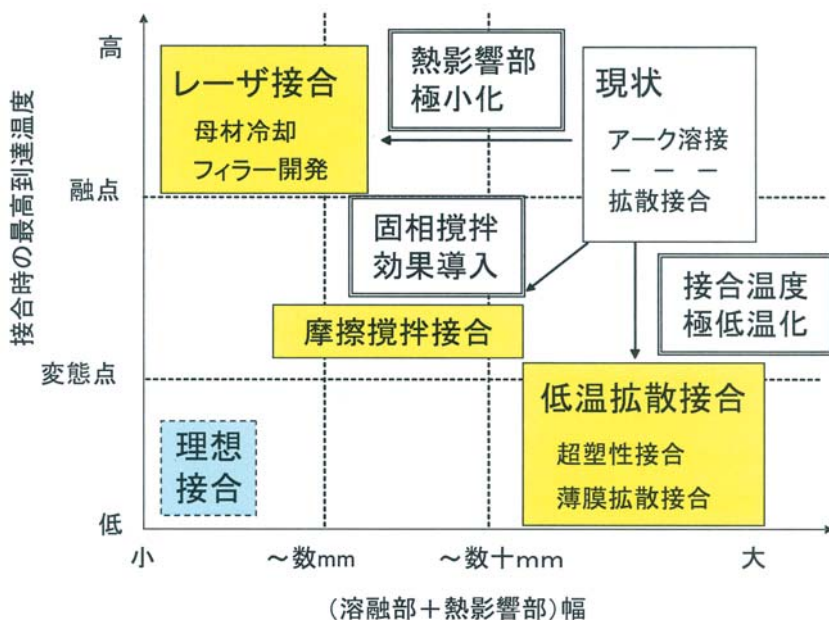 高
レーザ接合
母材冷却
フィラー開発
熱影響部
極小化
現状
アーク溶接
拡散接合
融点
固相撹拌
効果導入
接合温度
極低温化
摩擦撹拌接合
変態点
低温拡散接合
超塑性接合
薄膜拡散接合
理想
接合
低
接合時の最高到達温度
小
～数mm
～数十mm
大
(溶融部＋熱影響部)幅